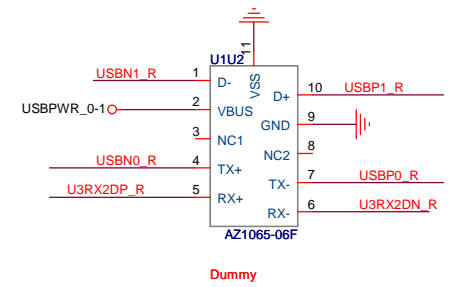 U1U2
11
VSS
USBN1_R 1 D-
D+ 10 USBP1_R
USBPWR_0-1 2 VBUS
GND 9
3 NC1
NC2 8
USBN0_R 4 TX+
TX- 7 USBP0_R
U3RX2DP_R 5 RX+
RX- 6 U3RX2DN_R
AZ1065-06F
Dummy